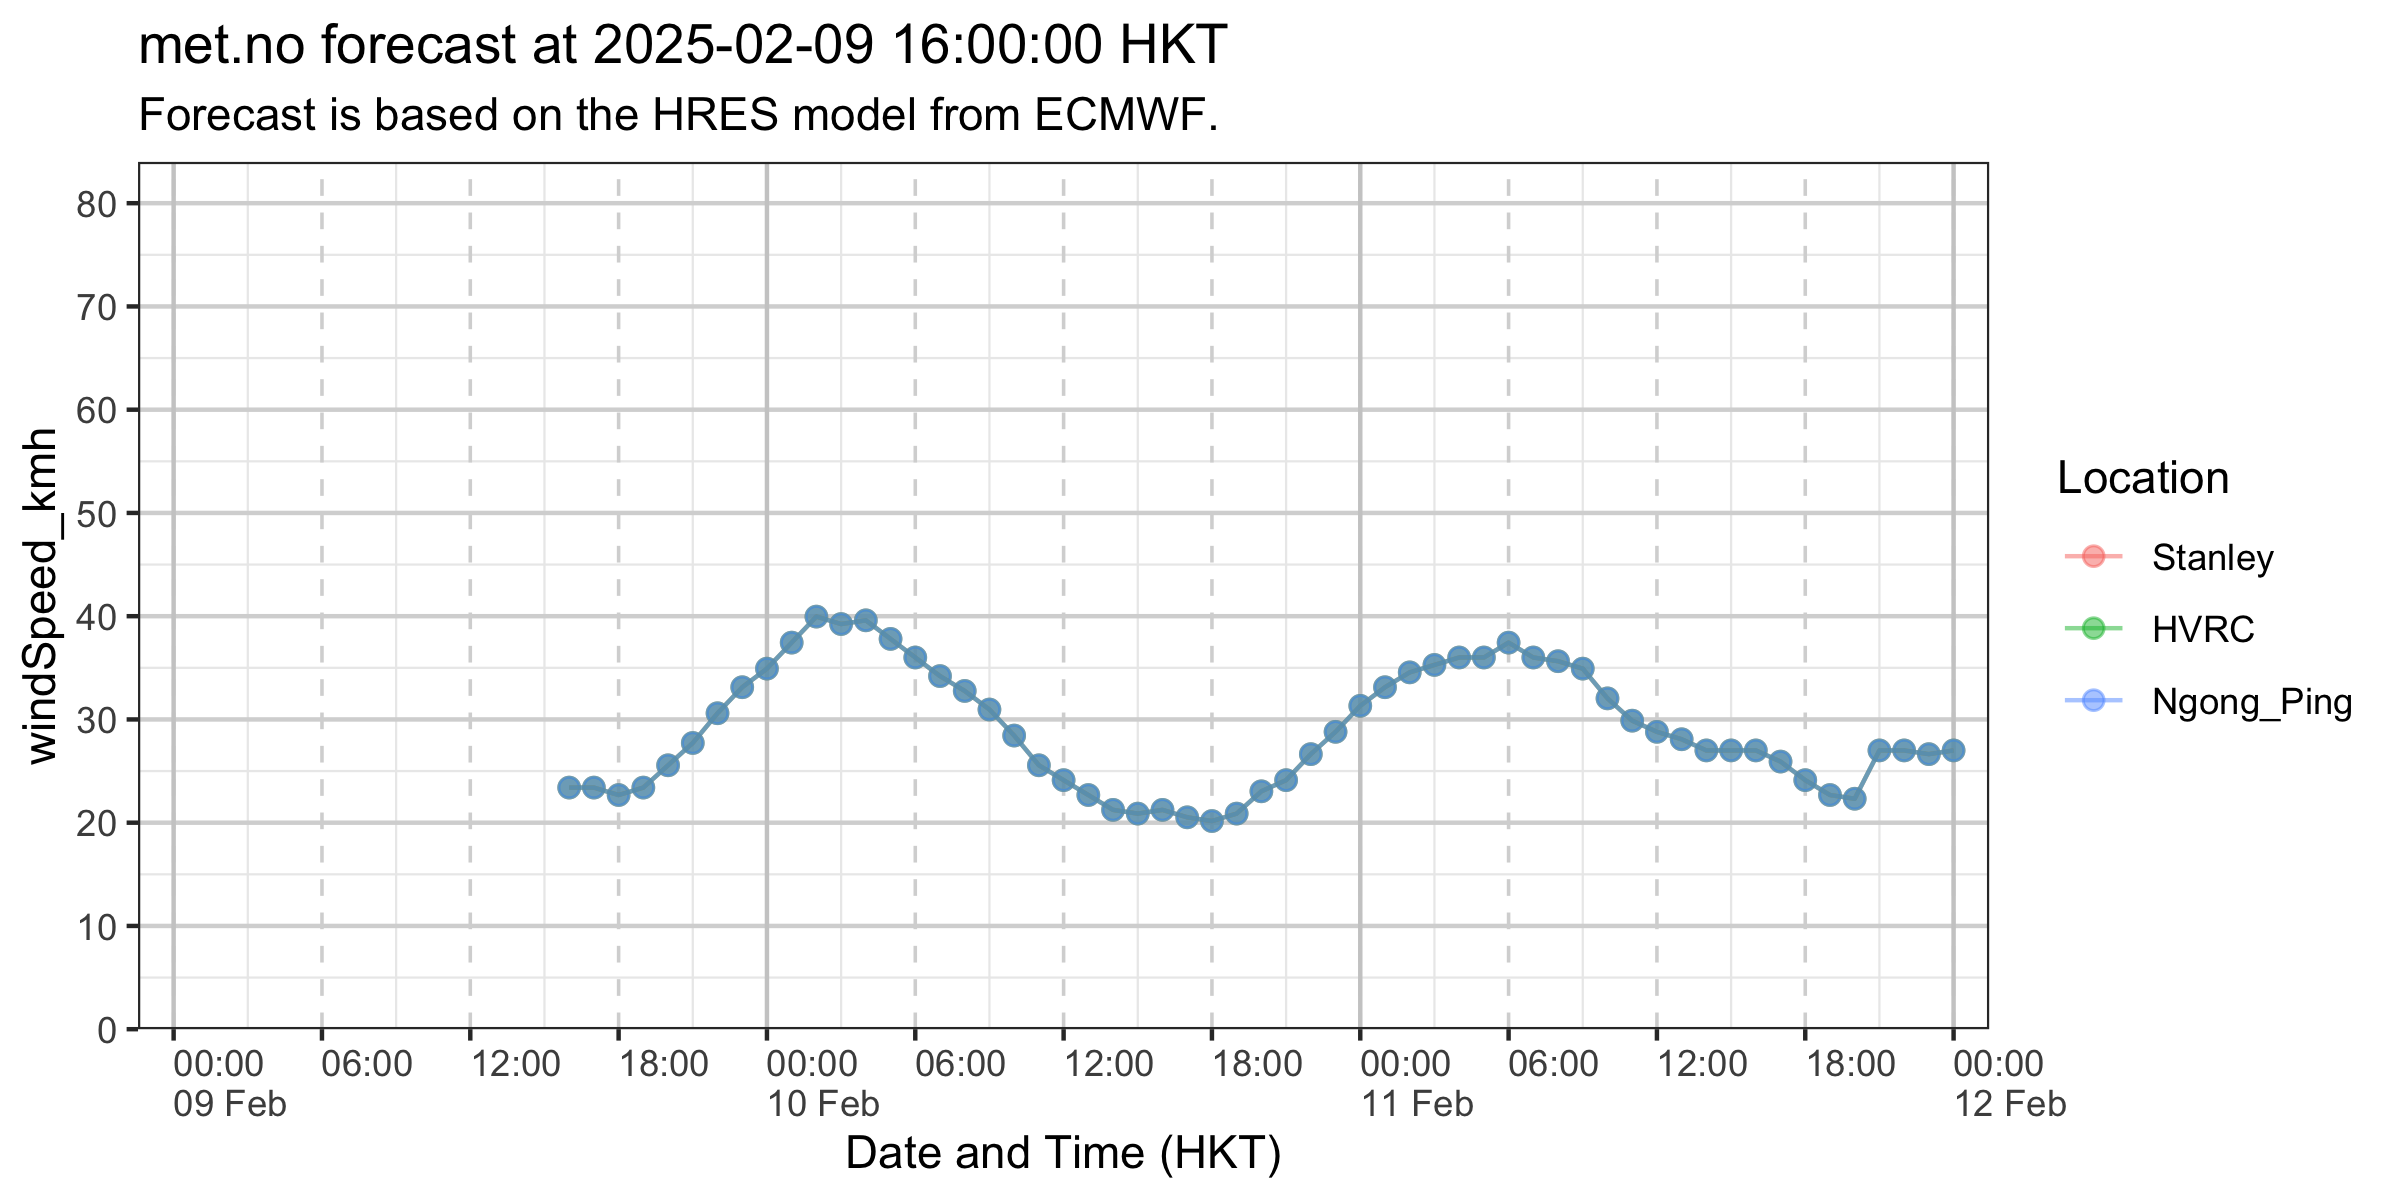 met.no forecast at 2025-02-09 16:00:00 HKT
Forecast is based on the HRES model from ECMWF.
windSpeed_kmh
80
70
60
50
40
30
20
10
0
00:00 06:00 12:00 18:00 00:00 06:00 12:00 18:00 00:00 06:00 12:00 18:00 00:00
09 Feb 10 Feb 11 Feb 12 Feb
Date and Time (HKT)
Location
Stanley
HVRC
Ngong_Ping